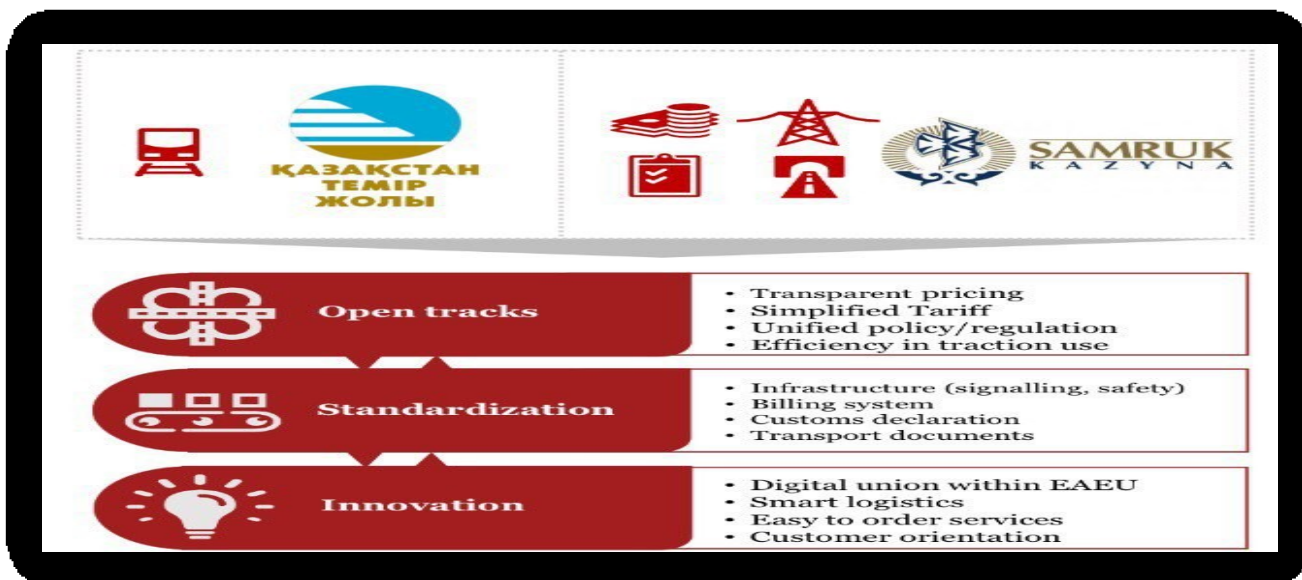 ҚАЗАҚСТАН
ТЕМІР
ЖОЛЫ
SAMRUK
KAZYNA
Open tracks
• Transparent pricing
• Simplified Tariff
• Unified policy/regulation
• Efficiency in traction use
Standardization
• Infrastructure (signalling, safety)
• Billing system
• Customs declaration
• Transport documents
Innovation
• Digital union within EAEU
• Smart logistics
• Easy to order services
• Customer orientation